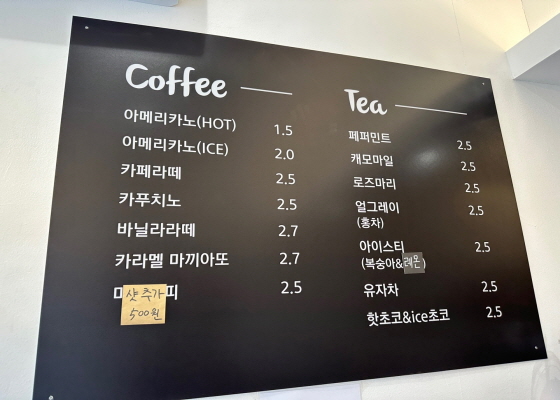 Coffee
아메리카노(HOT) 1.5
아메리카노(ICE) 2.0
카페라떼 2.5
카푸치노 2.5
바닐라라떼 2.7
카라멜 마끼아또 2.7
피 2.5
샷추가
500원
Tea
페퍼민트 2.5
캐모마일 2.5
로즈마리 2.5
얼그레이 2.5
(홍차)
아이스티 2.5
(복숭아&레몬)
유자차 2.5
핫초코&ice초코 2.5